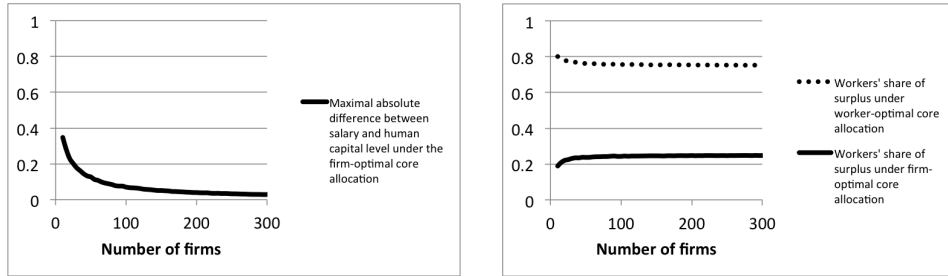 1
0.8
0.6
0.4
0.2
0
0 100 200 300
Number of firms
Maximal absolute
difference between
salary and human
capital level under the
firm-optimal core
allocation
1
0.8
0.6
0.4
0.2
0
0 100 200 300
Number of firms
Workers' share of
surplus under
worker-optimal core
allocation
Workers' share of
surplus under firm-
optimal core
allocation